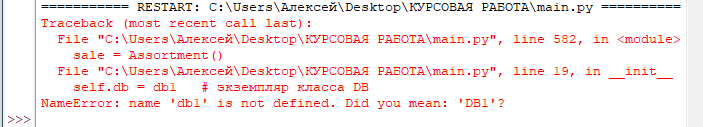 =========== RESTART: C:\Users\Алексей\Desktop\КУРСОВАЯ РАБОТА\main.py ==========
Traceback (most recent call last):
  File "C:\Users\Алексей\Desktop\КУРСОВАЯ РАБОТА\main.py", line 582, in <module>
    sale = Assortment()
  File "C:\Users\Алексей\Desktop\КУРСОВАЯ РАБОТА\main.py", line 19, in __init__
    self.db = db1   # экземпляр класса DB
NameError: name 'db1' is not defined. Did you mean: 'DB1'?
>>>